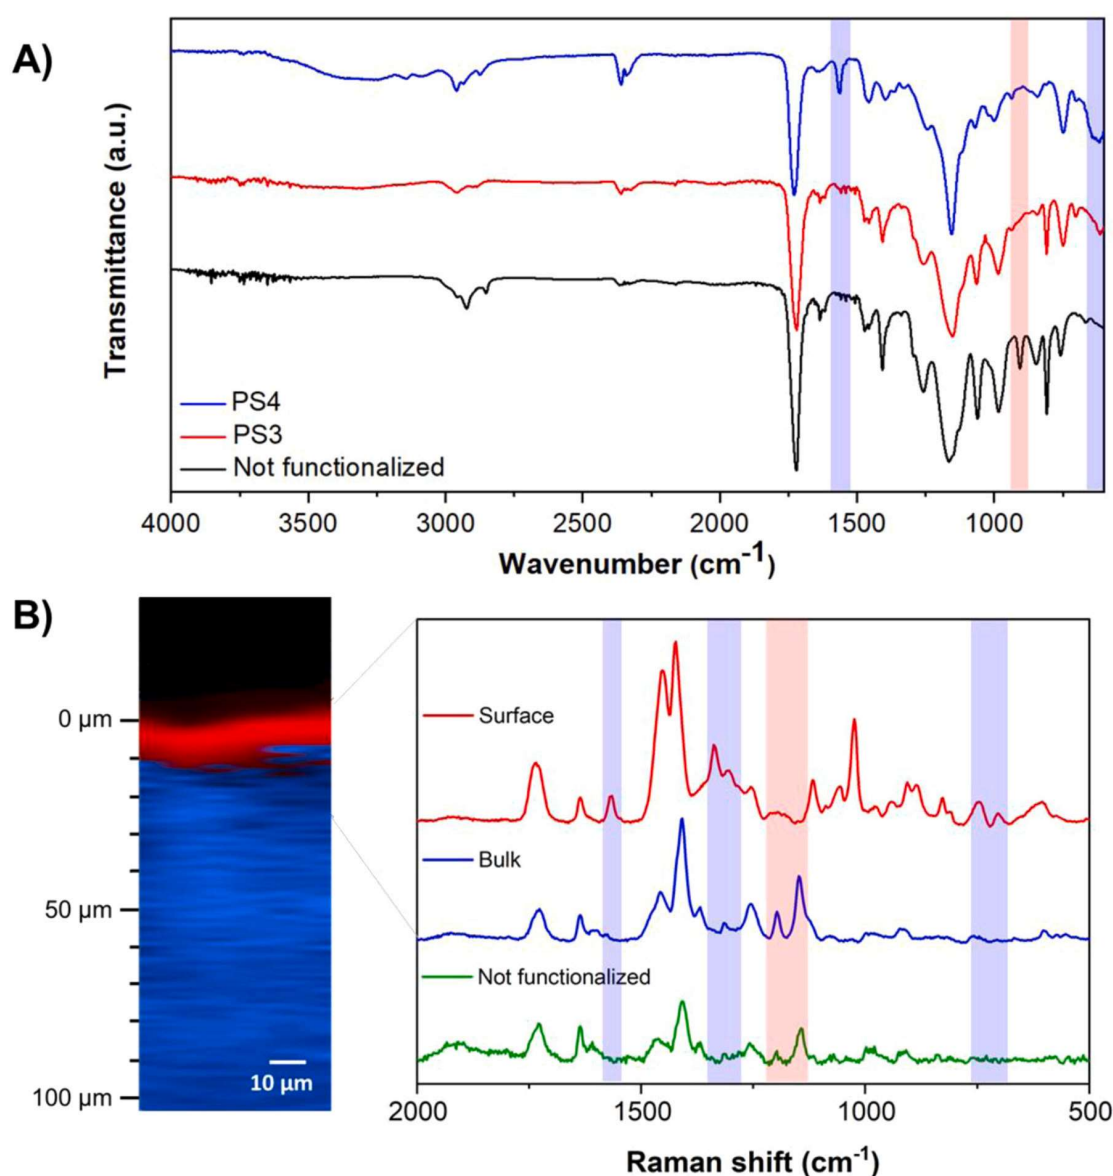 A)
Transmittance (a.u.)
PS4
PS3
Not functionalized
4000 3500 3000 2500 2000 1500 1000
Wavenumber (cm-1)
B)
0 µm
50 µm
100 µm
10 µm
Surface
Bulk
Not functionalized
2000 1500 1000 500
Raman shift (cm-1)